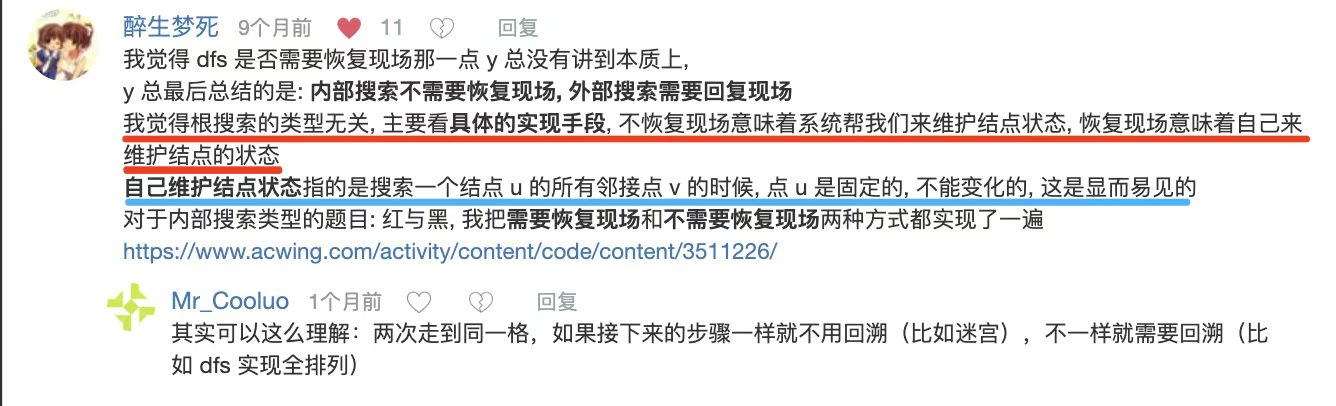 醉生梦死 9个月前 11 回复
我觉得 dfs 是否需要恢复现场那一点 y 总没有讲到本质上,
y 总最后总结的是: 内部搜索不需要恢复现场, 外部搜索需要回复现场
我觉得根搜索的类型无关, 主要看具体的实现手段, 不恢复现场意味着系统帮我们来维护结点状态, 恢复现场意味着自己来
维护结点的状态
自己维护结点状态指的是搜索一个结点 u 的所有邻接点 v 的时候, 点 u 是固定的, 不能变化的, 这是显而易见的
对于内部搜索类型的题目: 红与黑, 我把需要恢复现场和不需要恢复现场两种方式都实现了一遍
https://www.acwing.com/activity/content/code/content/3511226/
Mr_Cooluo 1个月前 回复
其实可以这么理解：两次走到同一格，如果接下来的步骤一样就不用回溯（比如迷宫），不一样就需要回溯（比
如 dfs 实现全排列）